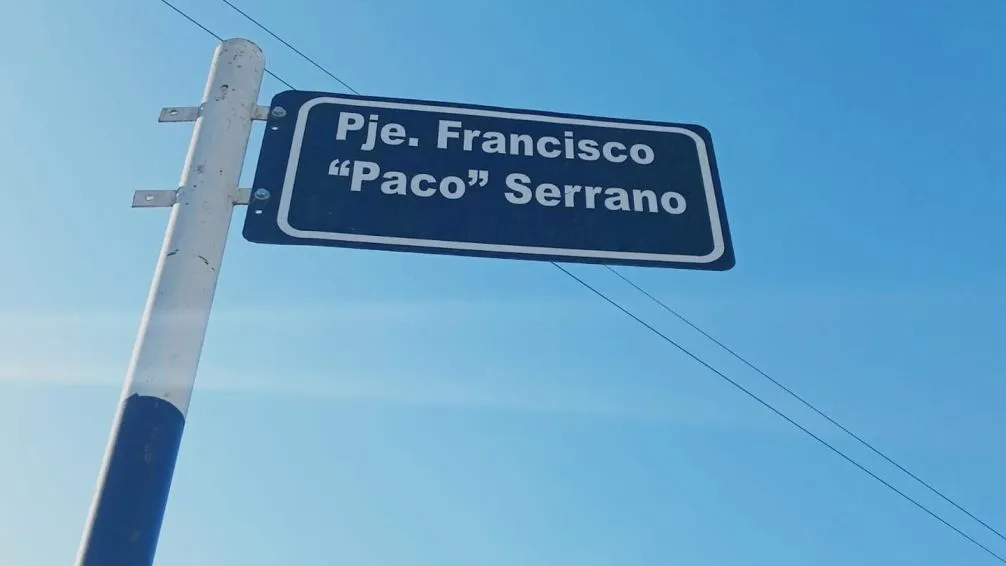 Pje. Francisco
“Paco” Serrano